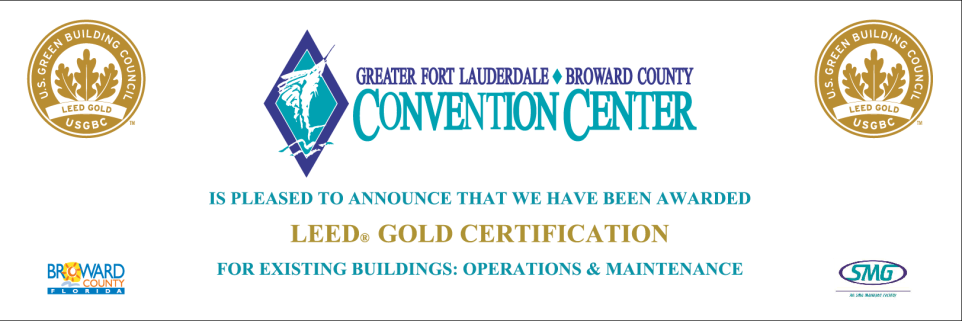 U.S. GREEN BUILDING COUNCIL
LEED GOLD
USGBC
TM
GREATER FORT LAUDERDALE ♦ BROWARD COUNTY
CONVENTION CENTER
U.S. GREEN BUILDING COUNCIL
LEED GOLD
USGBC
TM
IS PLEASED TO ANNOUNCE THAT WE HAVE BEEN AWARDED
LEED® GOLD CERTIFICATION
FOR EXISTING BUILDINGS: OPERATIONS & MAINTENANCE
BROWARD
COUNTY
FLORIDA
SMG